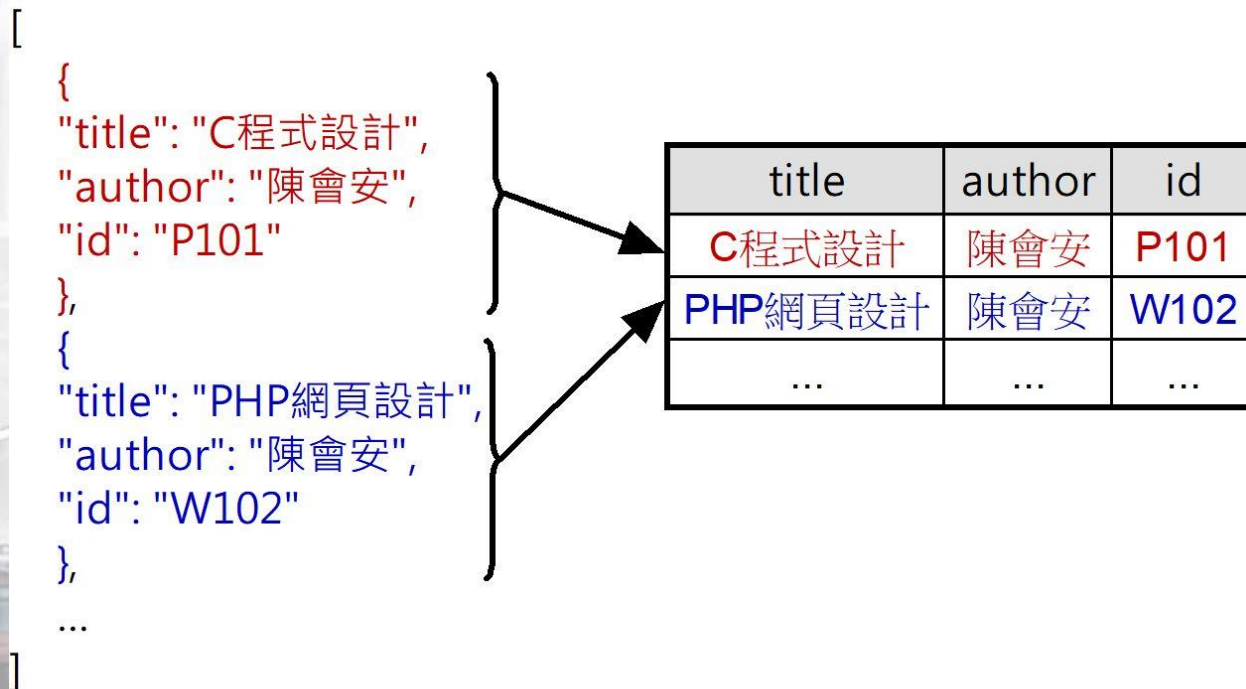 [
{
"title": "C程式設計",
"author": "陳會安",
"id": "P101"
},
{
"title": "PHP網頁設計",
"author": "陳會安",
"id": "W102"
},
...
]
title author id
C程式設計 陳會安 P101
PHP網頁設計 陳會安 W102
... ... ...